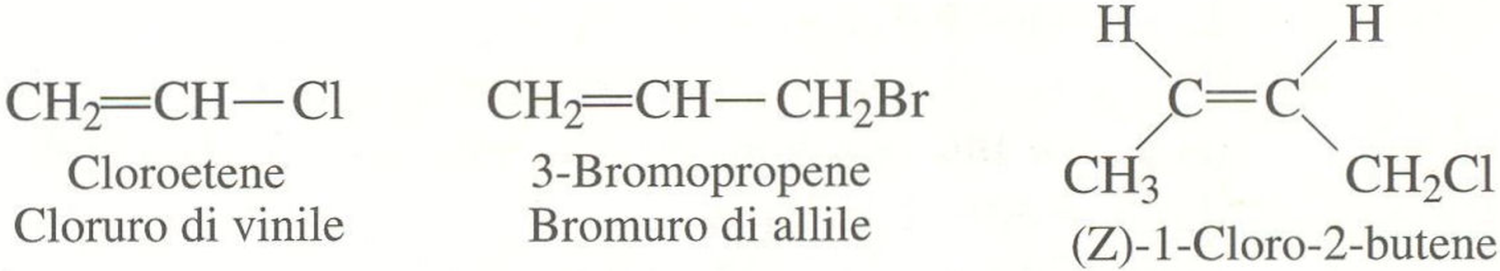 CH₂=CH—Cl
Cloroetene
Cloruro di vinile
CH₂=CH—CH₂Br
3-Bromopropene
Bromuro di allile
H H
C=C
CH₃ CH₂Cl
(Z)-1-Cloro-2-butene